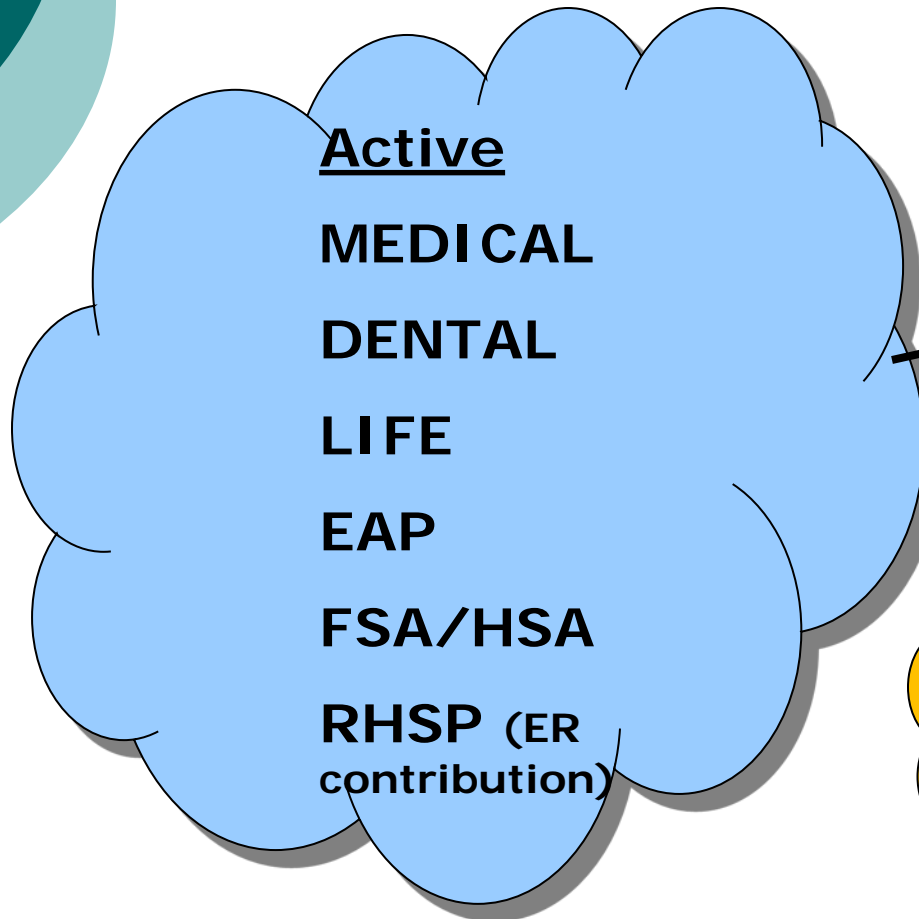 Active
MEDICAL
DENTAL
LIFE
EAP
FSA/HSA
RHSP (ER
contribution)